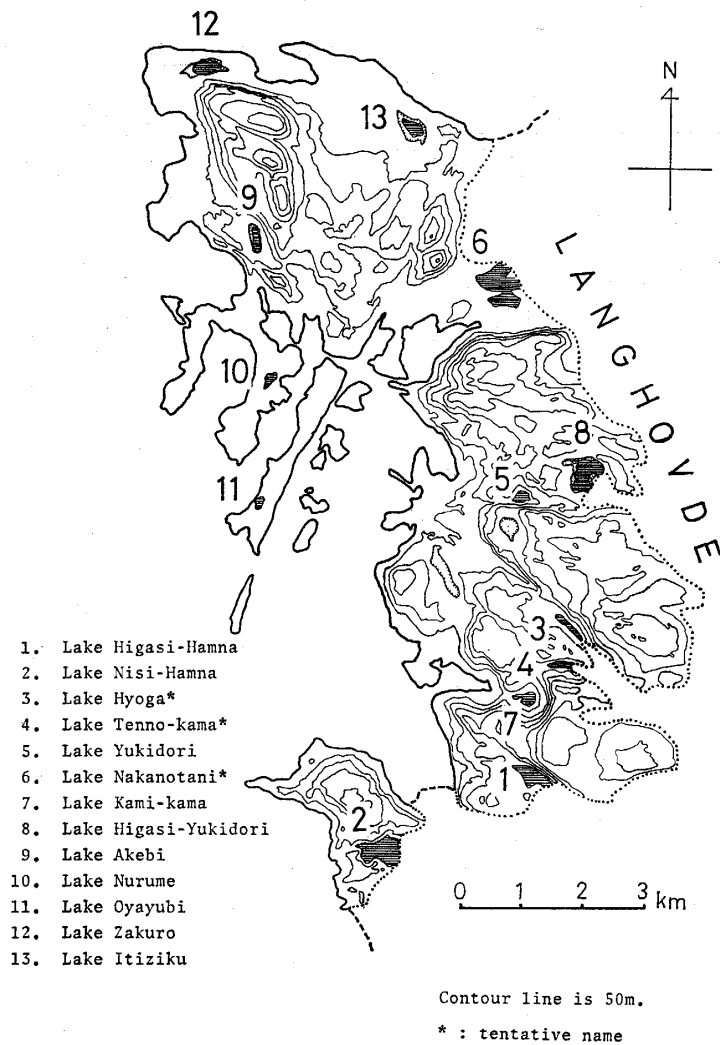 12
N
13
9
6
LANGHOVDE
10
8
5
11
3
4
7
1
2
1. Lake Higasi-Hamna
2. Lake Nisi-Hamna
3. Lake Hyoga*
4. Lake Tenno-kama*
5. Lake Yukidori
6. Lake Nakanotani*
7. Lake Kami-kama
8. Lake Higasi-Yukidori
9. Lake Akebi
10. Lake Nurume
11. Lake Oyayubi
12. Lake Zakuro
13. Lake Itiziku
0 1 2 3 km
Contour line is 50m.
* : tentative name